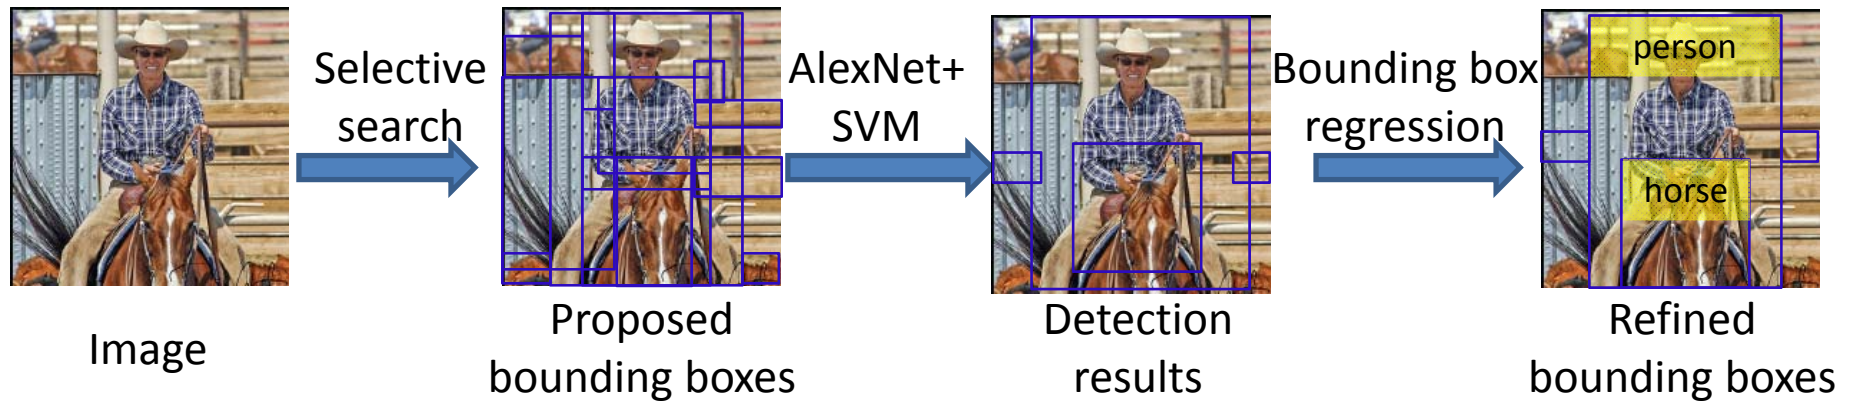 Selective
search
AlexNet+
SVM
Bounding box
regression
person
horse
Image
Proposed
bounding boxes
Detection
results
Refined
bounding boxes